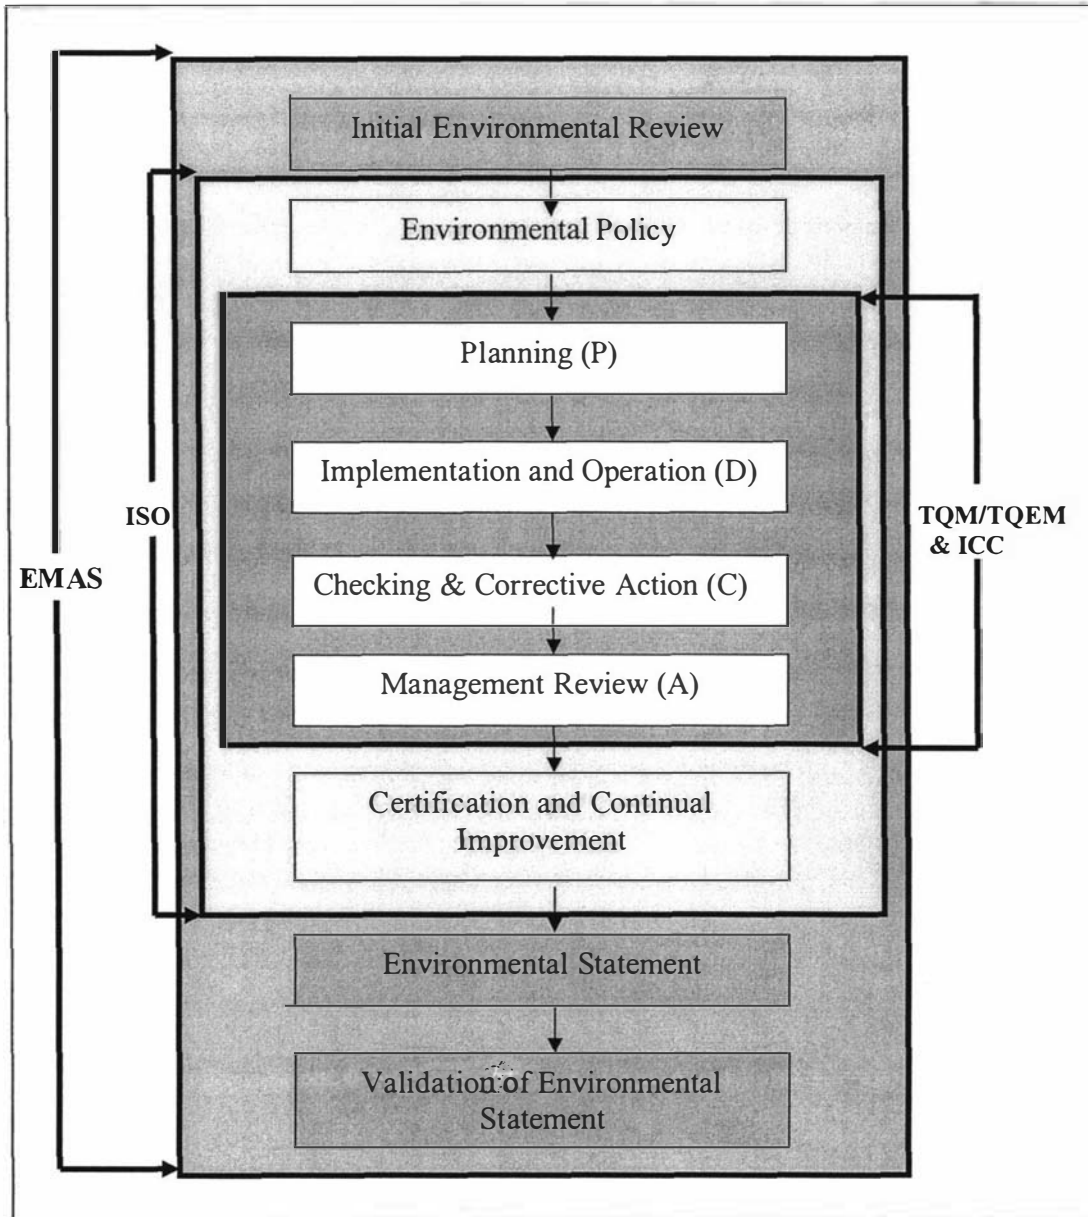 Initial Environmental Review
Environmental Policy
Planning (P)
Implementation and Operation (D)
ISO
TQM/TQEM
& ICC
EMAS
Checking & Corrective Action (C)
Management Review (A)
Certification and Continual
Improvement
Environmental Statement
Validation of Environmental
Statement